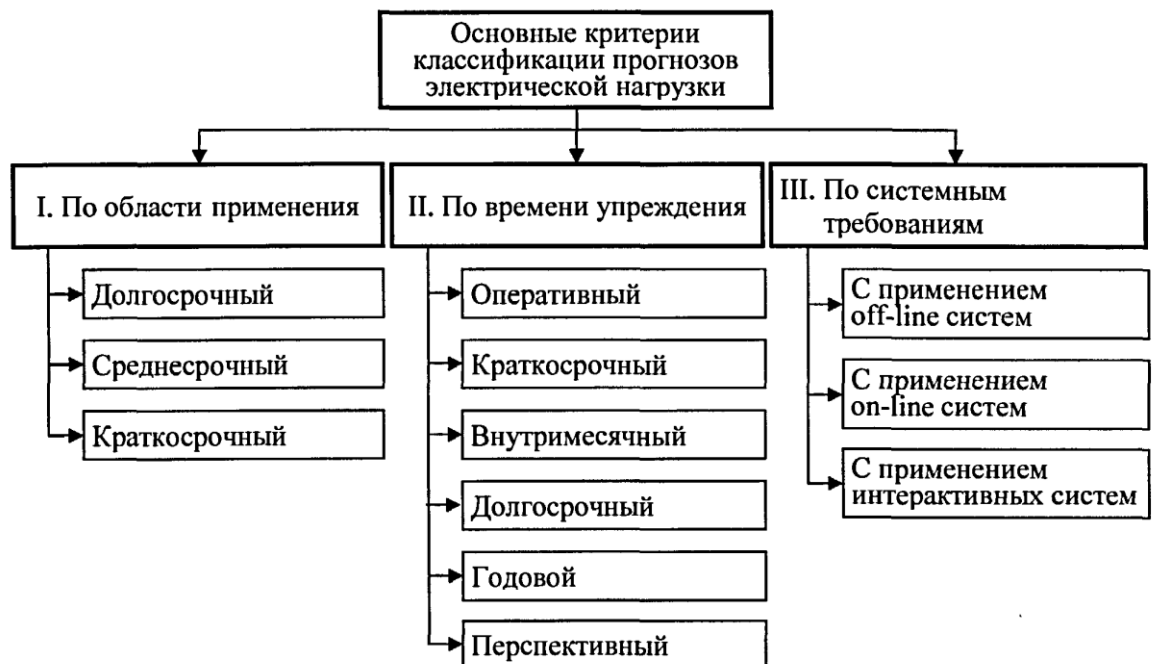 Основные критерии
классификации прогнозов
электрической нагрузки
I. По области применения
Долгосрочный
Среднесрочный
Краткосрочный
II. По времени упреждения
Оперативный
Краткосрочный
Внутримесячный
Долгосрочный
Годовой
Перспективный
III. По системным
требованиям
С применением
off-line систем
С применением
on-line систем
С применением
интерактивных систем